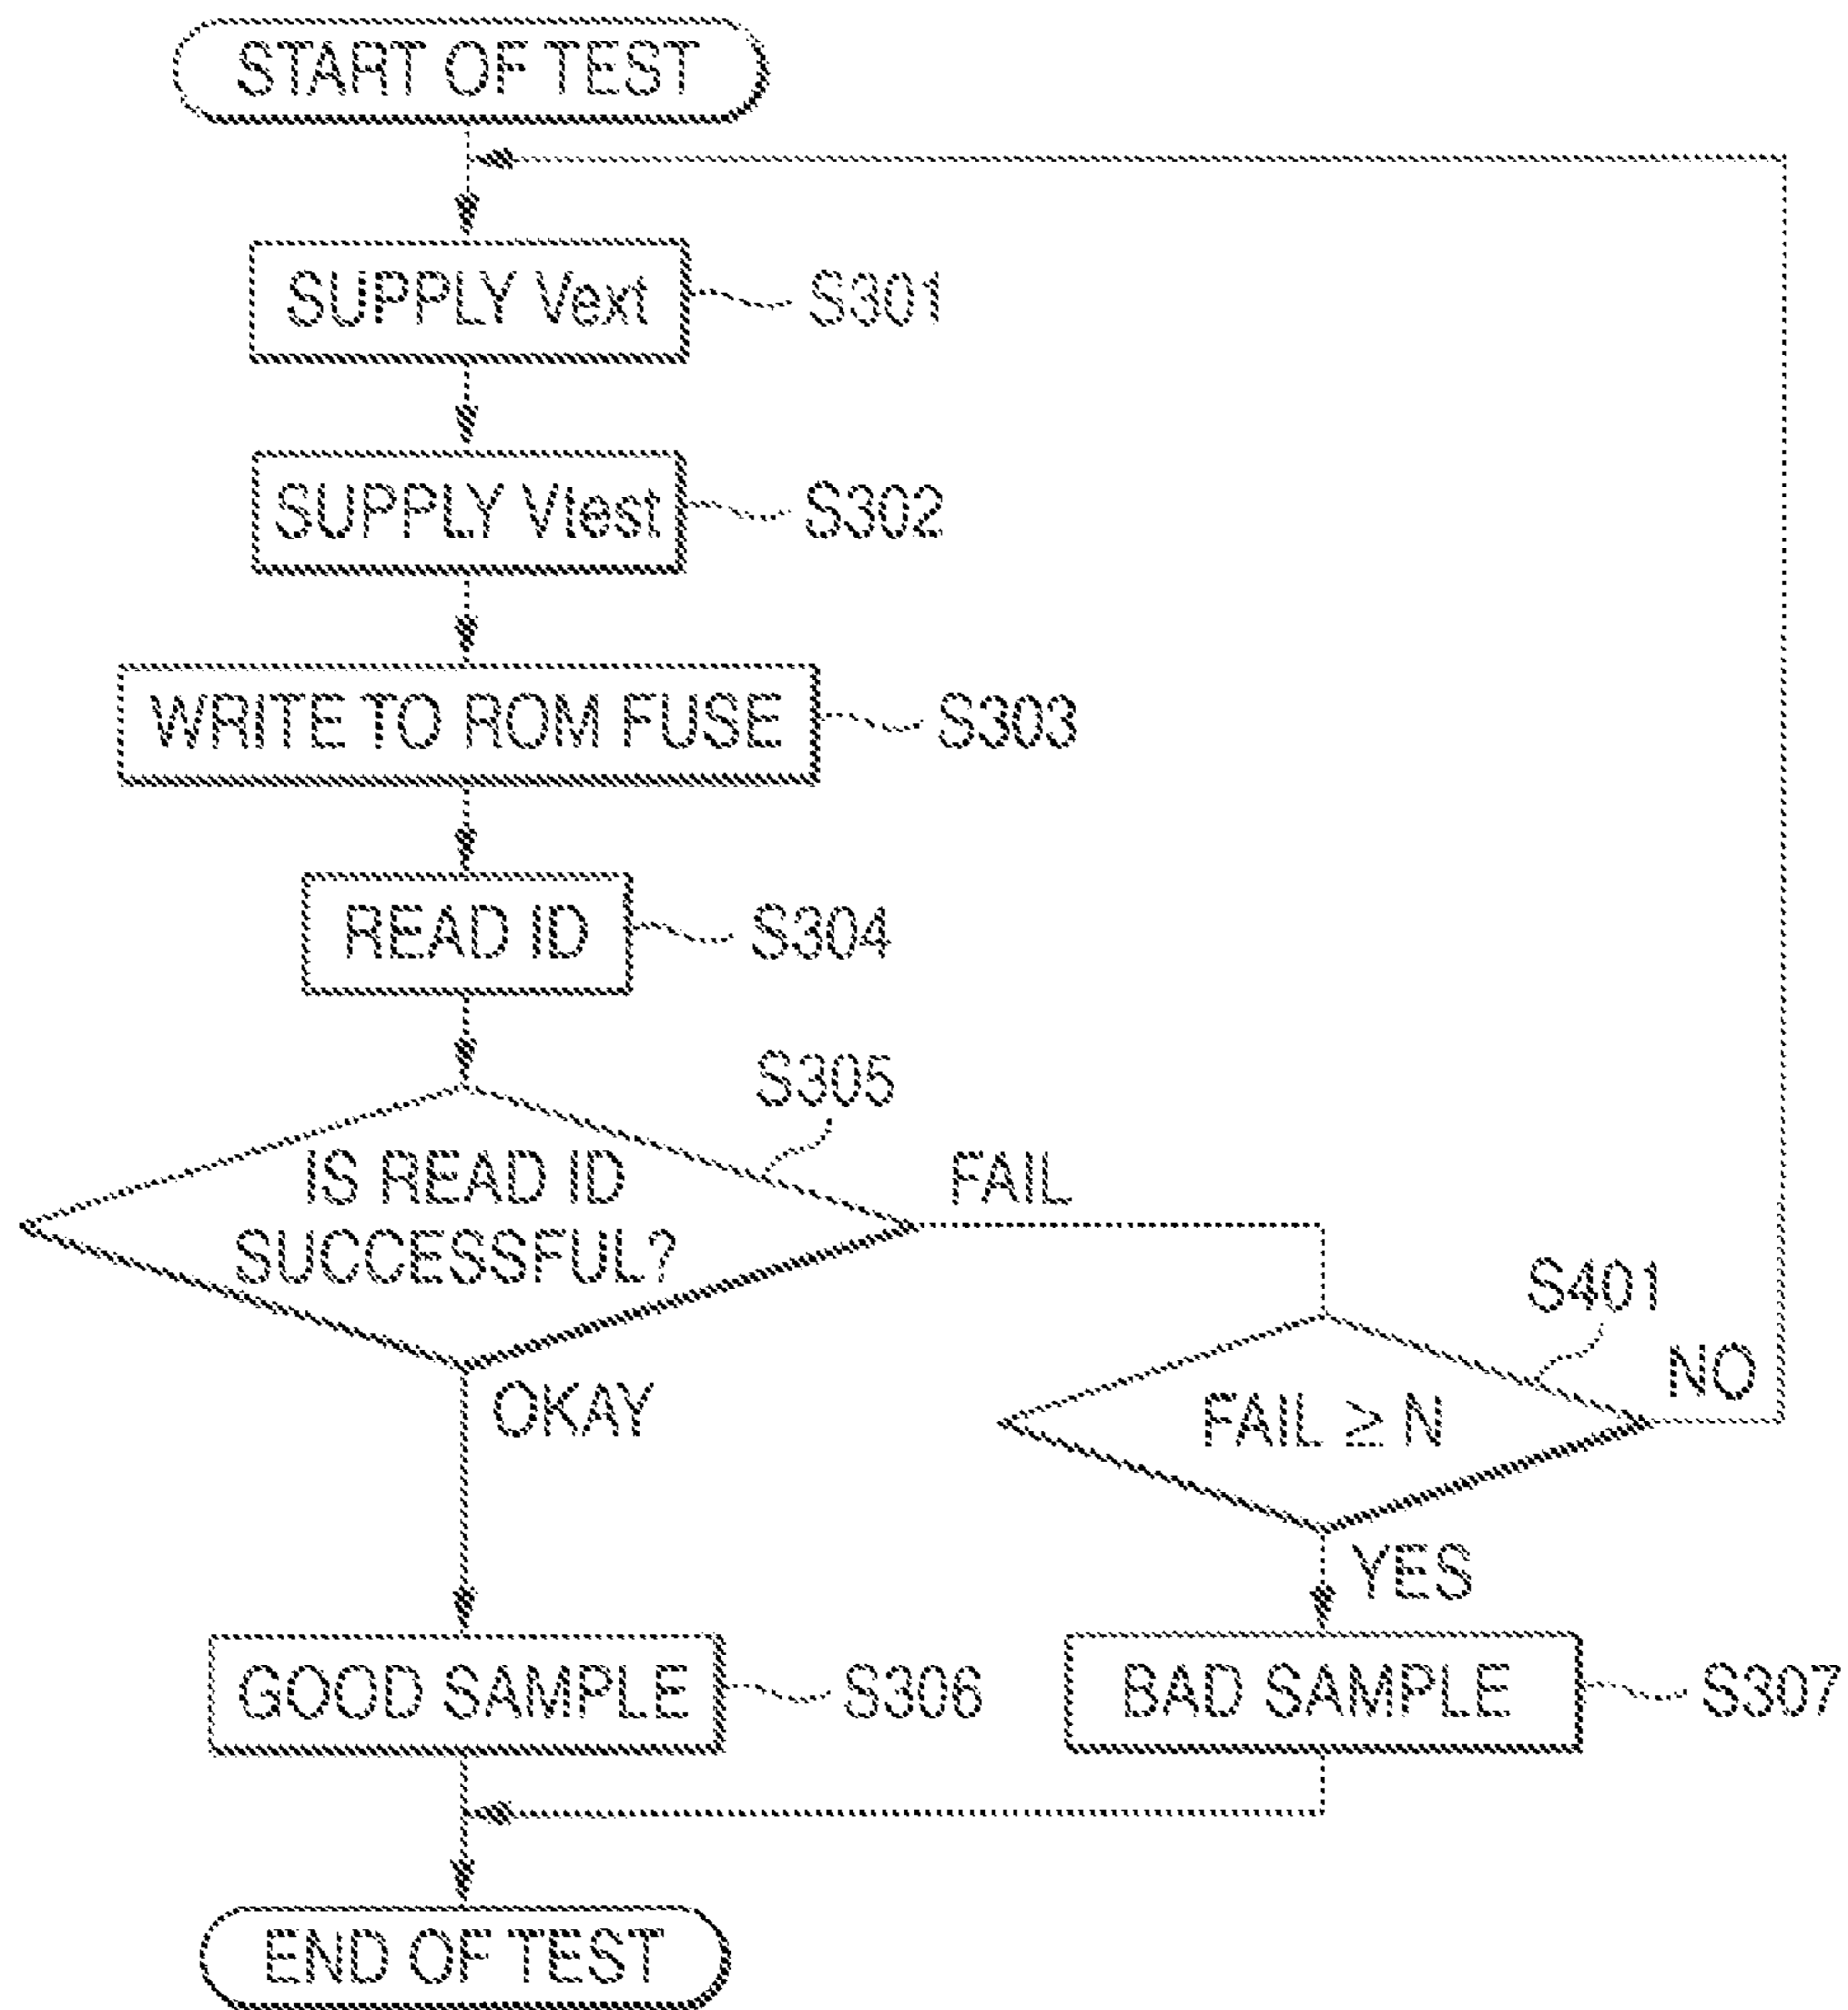 START OF TEST
SUPPLY Vext
S301
SUPPLY Vtest
S302
WRITE TO ROM FUSE
S303
READ ID
S304
S305
IS READ ID
SUCCESSFUL?
FAIL
OKAY
S401
FAIL ≥ N
NO
YES
GOOD SAMPLE
S306
BAD SAMPLE
S307
END OF TEST